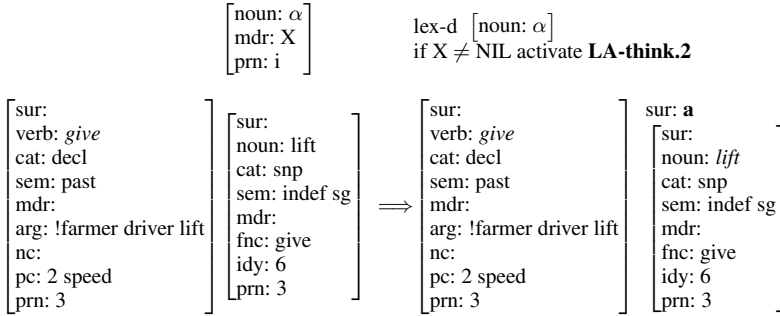 noun: α
mdr: X
prn: i
lex-d [noun: α]
if X ≠ NIL activate LA-think.2
sur:
verb: give
cat: decl
sem: past
mdr:
arg: !farmer driver lift
nc:
pc: 2 speed
prn: 3
sur:
noun: lift
cat: snp
sem: indef sg
mdr:
fnc: give
idy: 6
prn: 3
⟹
sur:
verb: give
cat: decl
sem: past
mdr:
arg: !farmer driver lift
nc:
pc: 2 speed
prn: 3
sur: a
sur:
noun: lift
cat: snp
sem: indef sg
mdr:
fnc: give
idy: 6
prn: 3